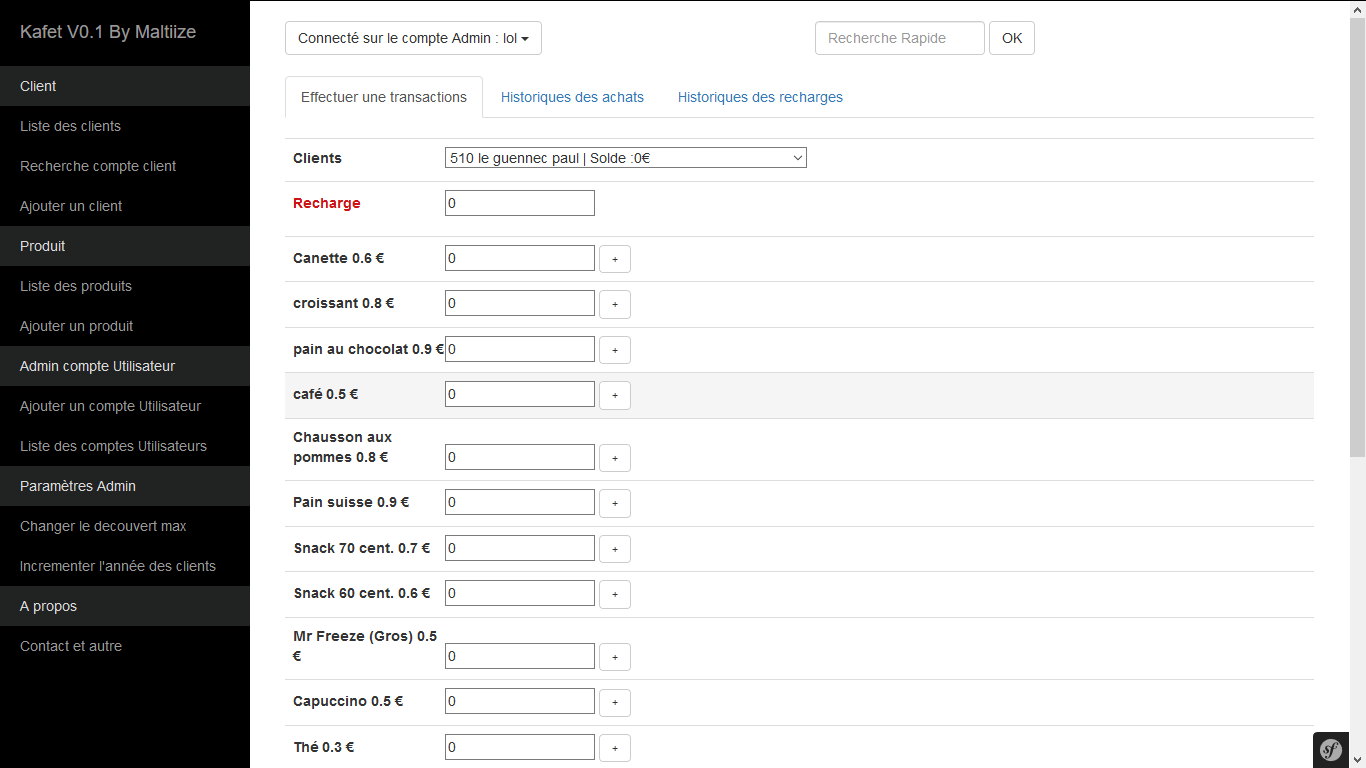 Kafet V0.1 By Maltiize
Client
Liste des clients
Recherche compte client
Ajouter un client
Produit
Liste des produits
Ajouter un produit
Admin compte Utilisateur
Ajouter un compte Utilisateur
Liste des comptes Utilisateurs
Paramètres Admin
Changer le decouvert max
Incrementer l'année des clients
A propos
Contact et autre
Connecté sur le compte Admin : lol
Recherche Rapide OK
Effectuer une transactions Historiques des achats Historiques des recharges
Clients 510 le guennec paul | Solde :0€
Recharge 0
Canette 0.6 € 0 +
croissant 0.8 € 0 +
pain au chocolat 0.9 € 0 +
café 0.5 € 0 +
Chausson aux
pommes 0.8 € 0 +
Pain suisse 0.9 € 0 +
Snack 70 cent. 0.7 € 0 +
Snack 60 cent. 0.6 € 0 +
Mr Freeze (Gros) 0.5
€ 0 +
Capuccino 0.5 € 0 +
Thé 0.3 € 0 +
sf